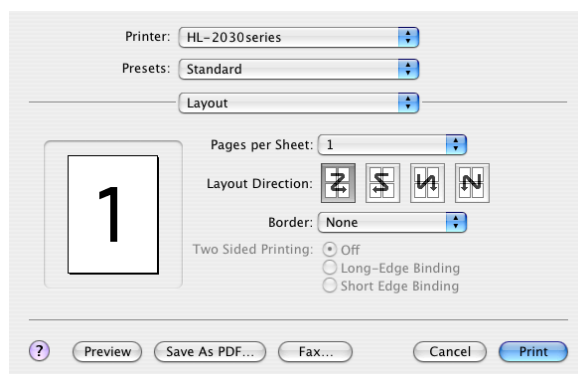 Printer: HL-2030series
Presets: Standard
Layout
Pages per Sheet: 1
Layout Direction:
1
Border: None
Two Sided Printing: Off
Long-Edge Binding
Short Edge Binding
? Preview Save As PDF... Fax... Cancel Print